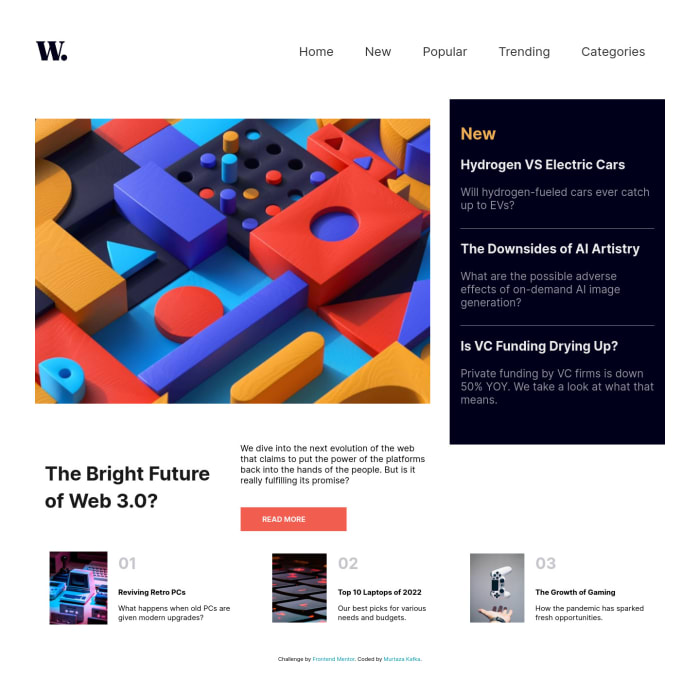 W.
Home New Popular Trending Categories
New
Hydrogen VS Electric Cars
Will hydrogen-fueled cars ever catch
up to EVs?
The Downsides of AI Artistry
What are the possible adverse
effects of on-demand AI image
generation?
Is VC Funding Drying Up?
Private funding by VC firms is down
50% YOY. We take a look at what that
means.
The Bright Future
of Web 3.0?
We dive into the next evolution of the web
that claims to put the power of the platforms
back into the hands of the people. But is it
really fulfilling its promise?
READ MORE
01
Reviving Retro PCs
What happens when old PCs are
given modern upgrades?
02
Top 10 Laptops of 2022
Our best picks for various
needs and budgets.
03
The Growth of Gaming
How the pandemic has sparked
fresh opportunities.
Challenge by Frontend Mentor. Coded by Murtaza Kafka.